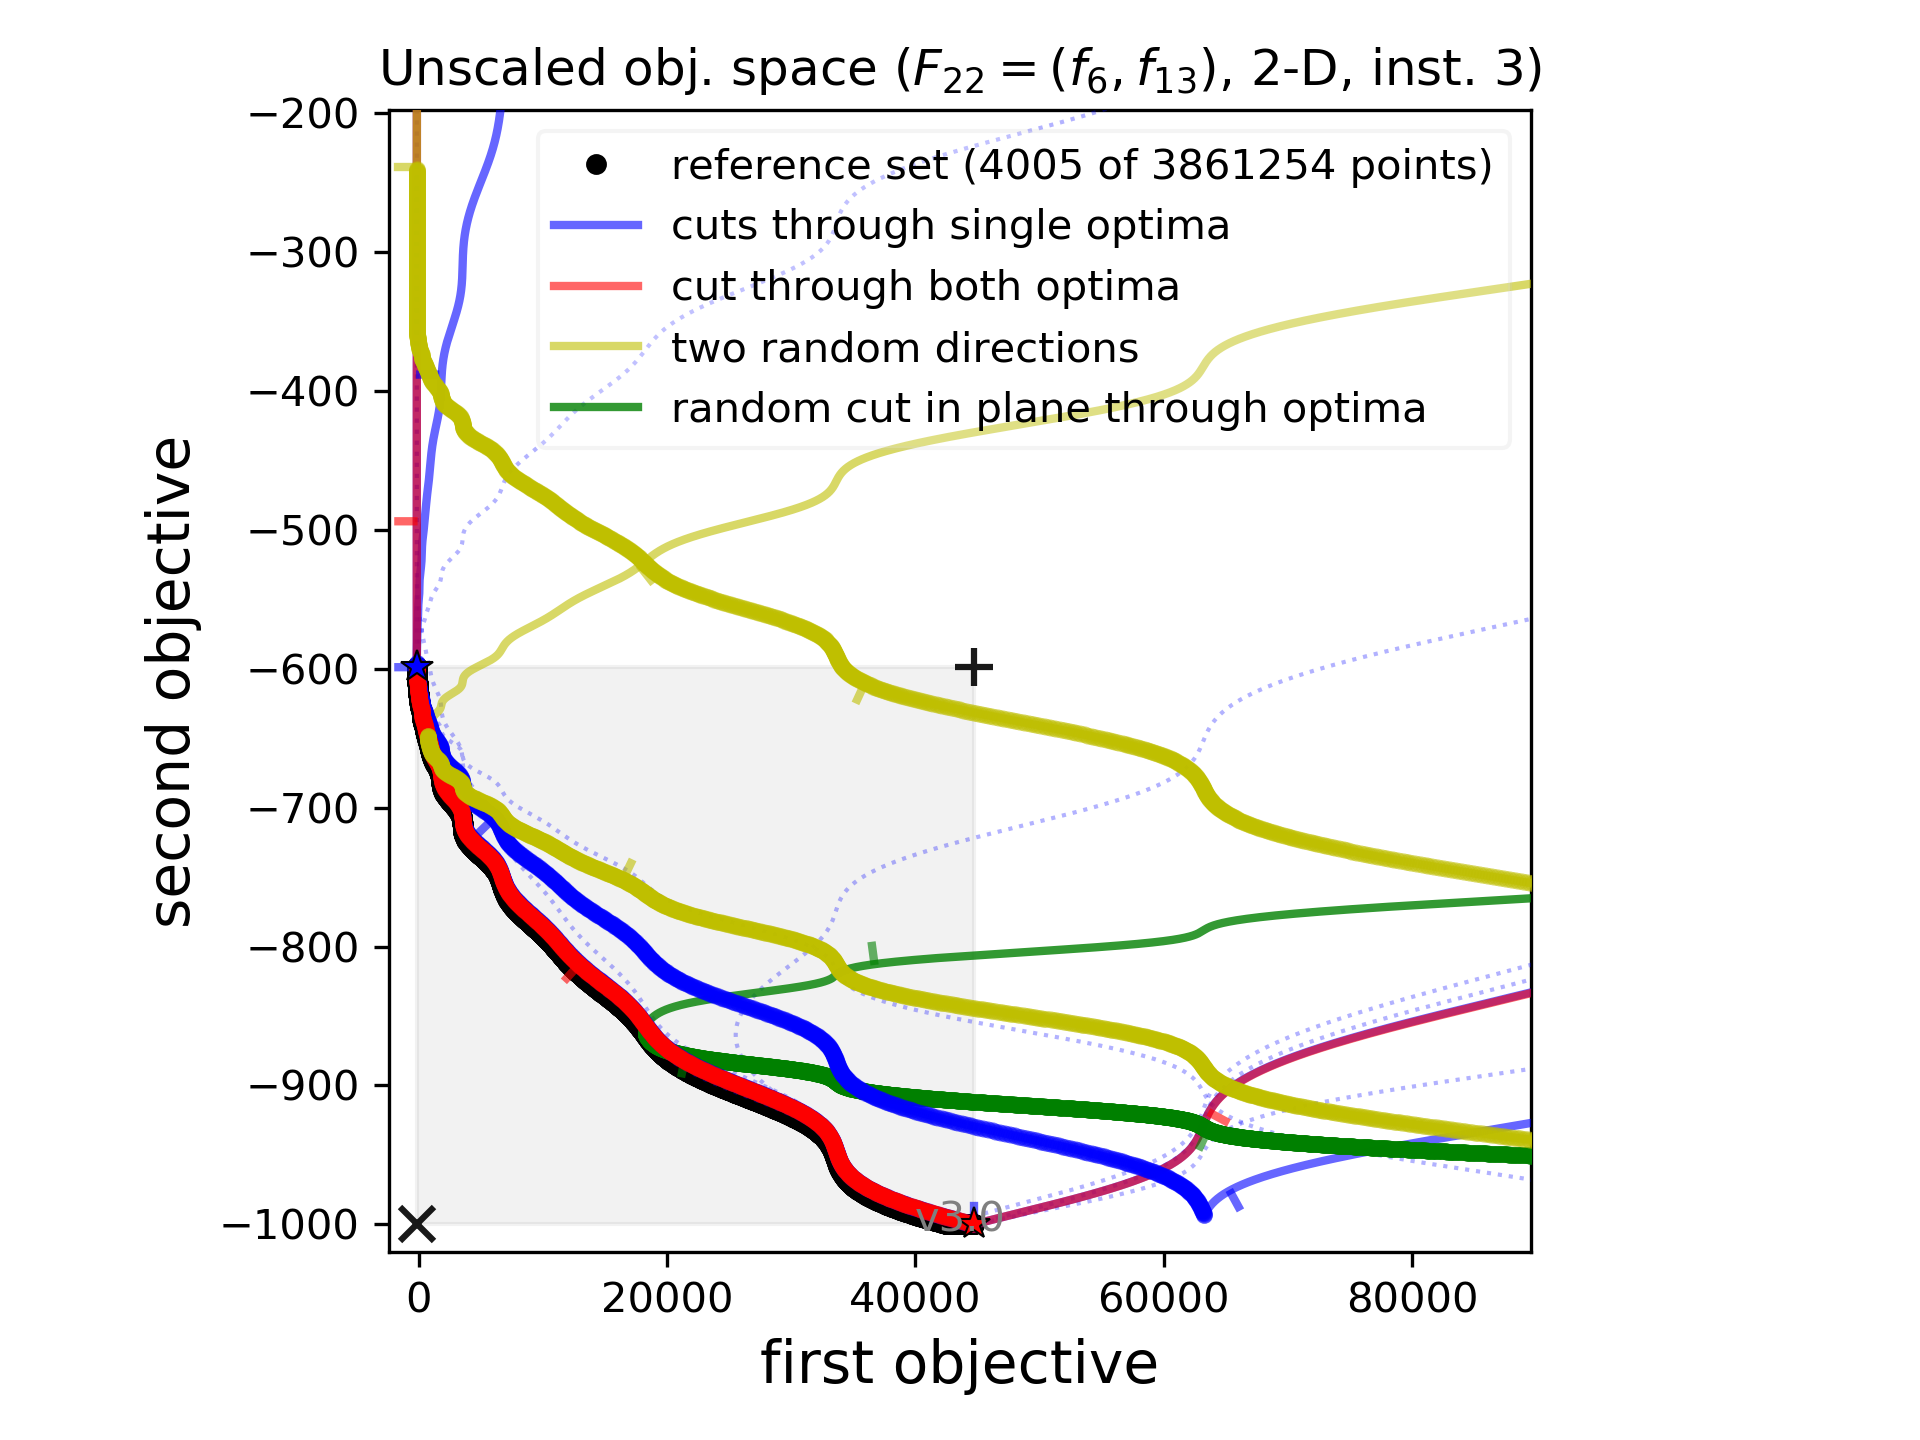 Unscaled obj. space (F22 = (f6, f13), 2-D, inst. 3)
reference set (4005 of 3861254 points)
cuts through single optima
cut through both optima
two random directions
random cut in plane through optima
−200
−300
−400
−500
−600
−700
−800
−900
−1000
second objective
v3.0
0 20000 40000 60000 80000
first objective